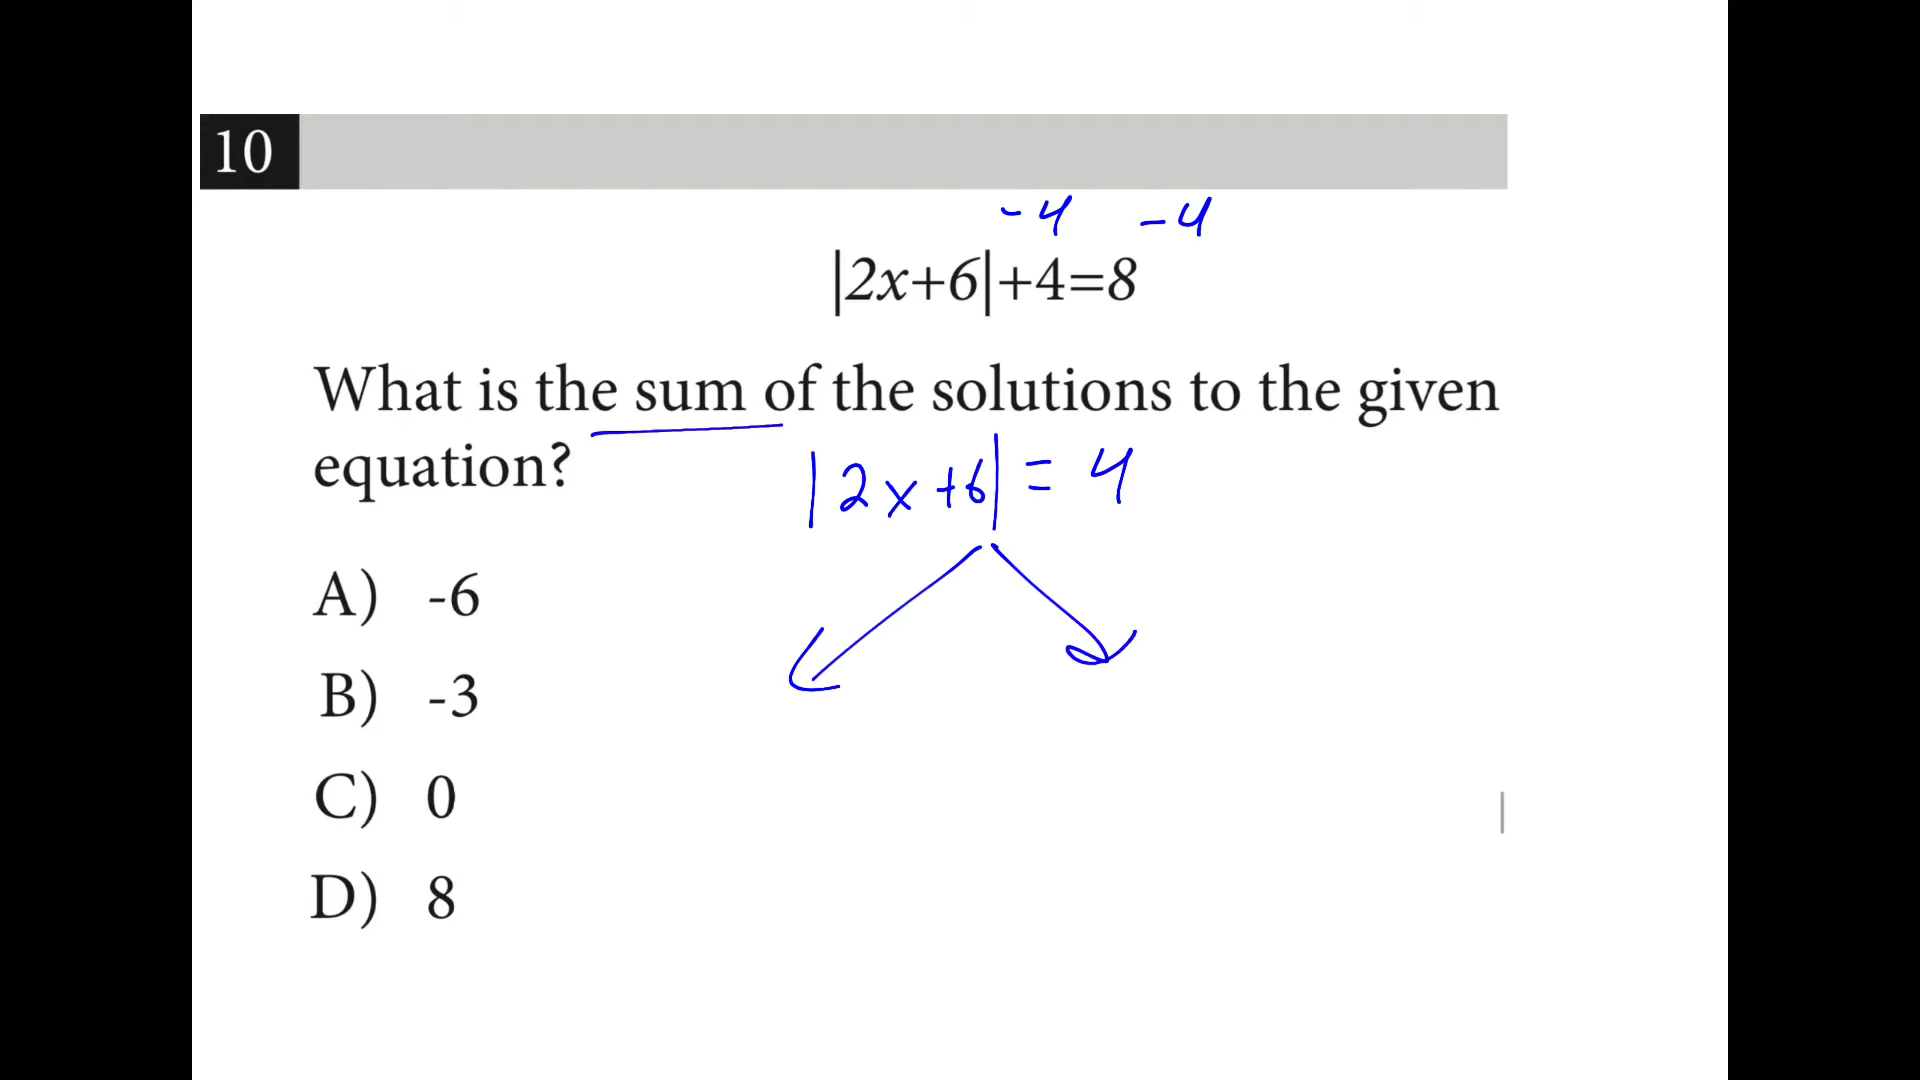 10
-4 -4
|2x+6|+4=8
What is the sum of the solutions to the given
equation?
|2x+6| = 4
A) -6
B) -3
C) 0
D) 8